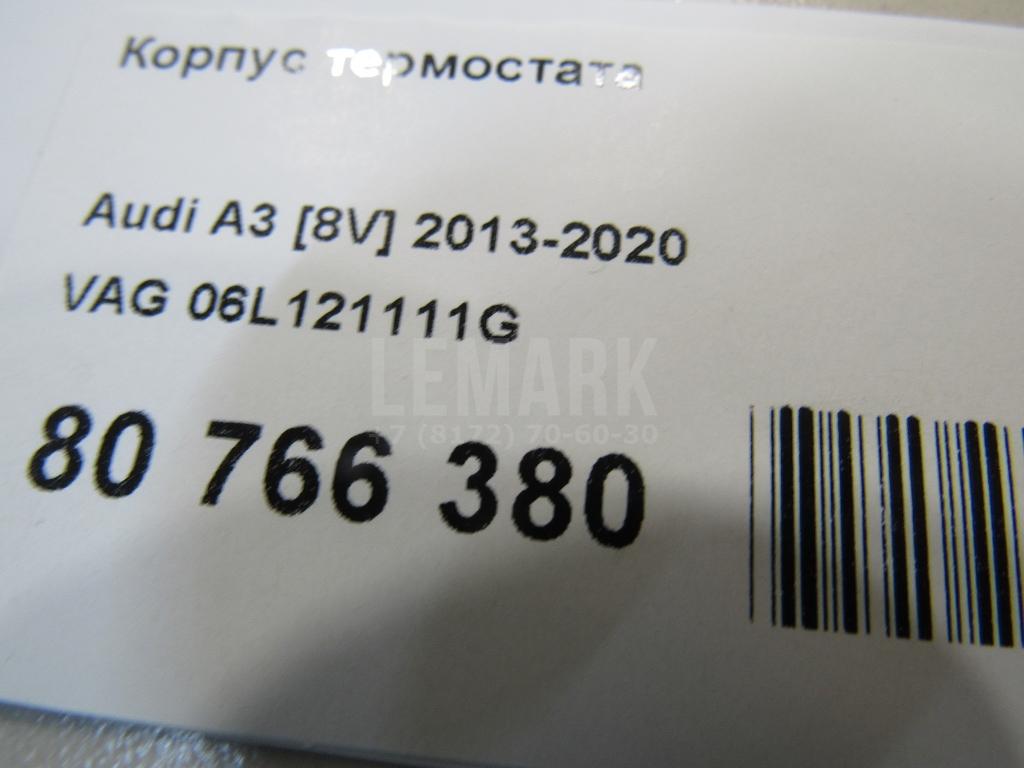 Корпус термостата
Audi A3 [8V] 2013-2020
VAG 06L121111G
LEMARK
+7 (8172) 70-60-30
80 766 380